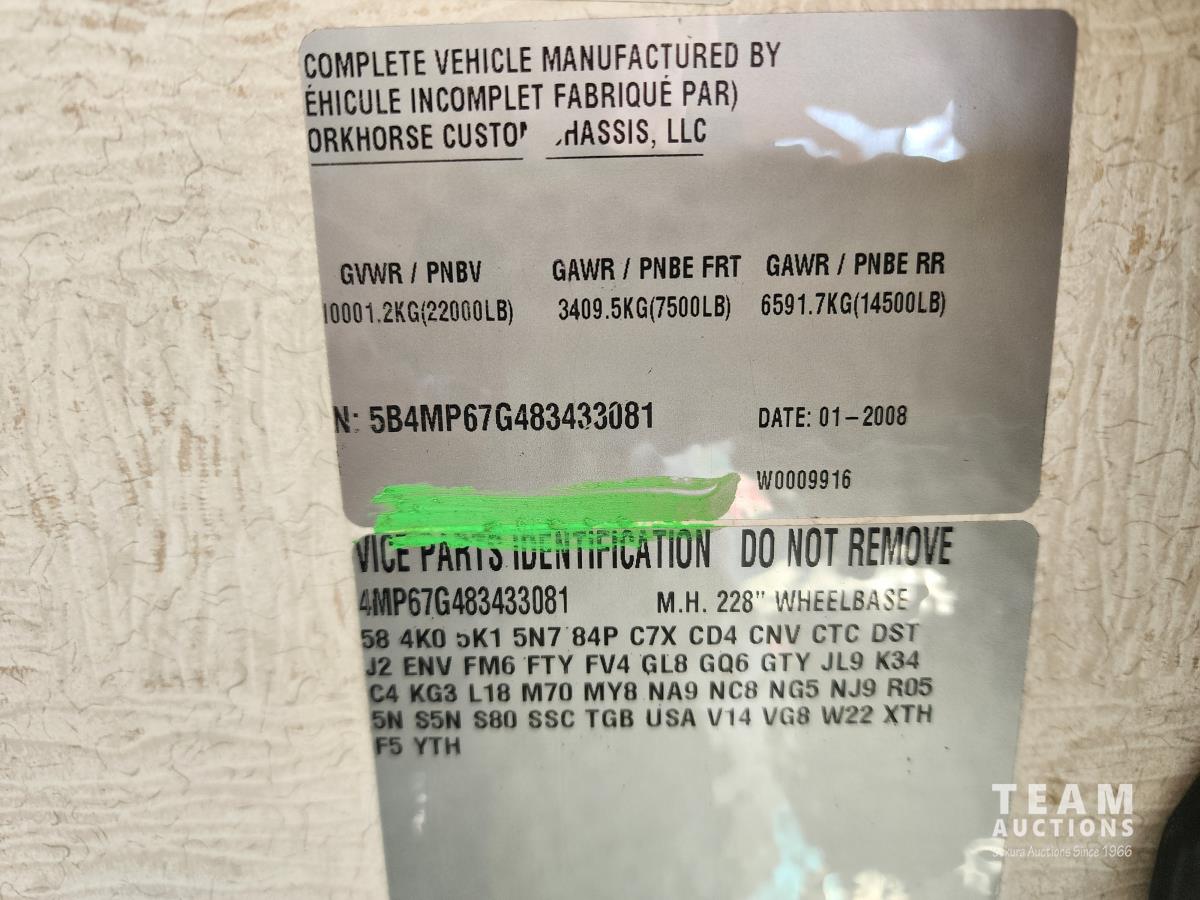 COMPLETE VEHICLE MANUFACTURED BY
ÉHICULE INCOMPLET FABRIQUÉ PAR)
ORKHORSE CUSTO HASSIS, LLC
GVWR / PNBV GAWR / PNBE FRT GAWR / PNBE RR
10001.2KG(22000LB) 3409.5KG(7500LB) 6591.7KG(14500LB)
N: 5B4MP67G483433081 DATE: 01-2008
W0009916
VICE PARTS IDENTIFICATION DO NOT REMOVE
4MP67G483433081 M.H. 228" WHEELBASE
58 4K0 5K1 5N7 84P C7X CD4 CNV CTC DST
J2 ENV FM6 FTY FV4 GL8 GQ6 GTY JL9 K34
C4 KG3 L18 M70 MY8 NA9 NC8 NG5 NJ9 R05
5N S5N S80 SSC TGB USA V14 VG8 W22 XTH
F5 YTH
TEAM
AUCTIONS
Auctions Since 1966